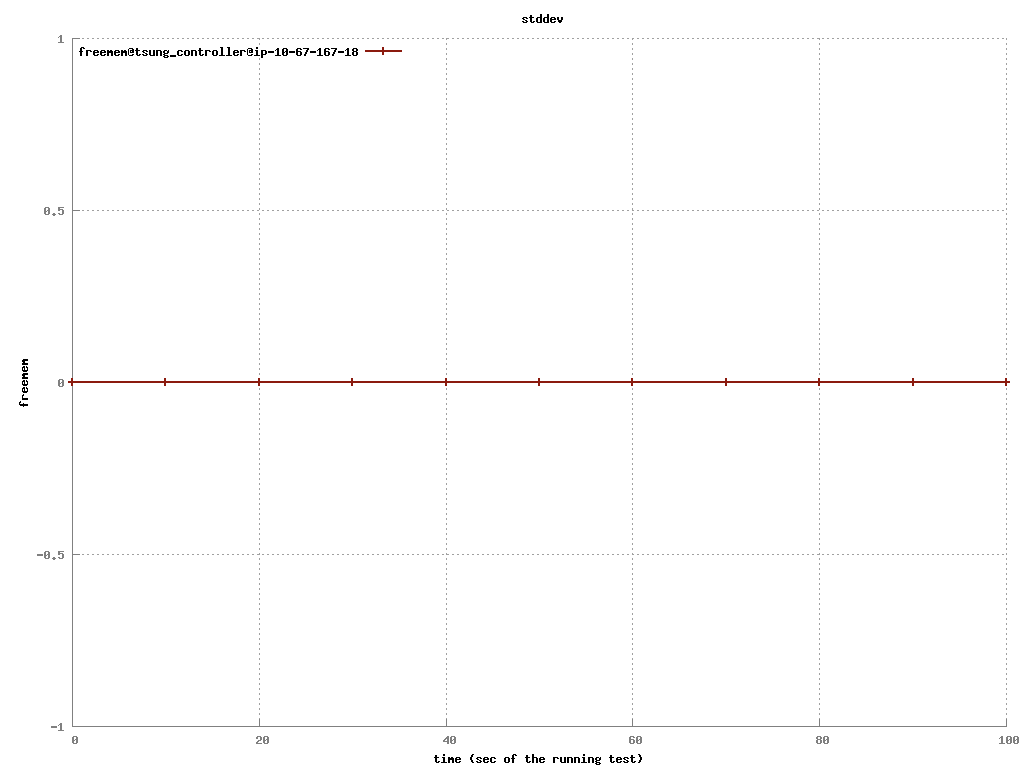 stddev
1
freemem@tsung_controller@ip-10-67-167-18
0.5
freemem
0
-0.5
-1
0 20 40 60 80 100
time (sec of the running test)